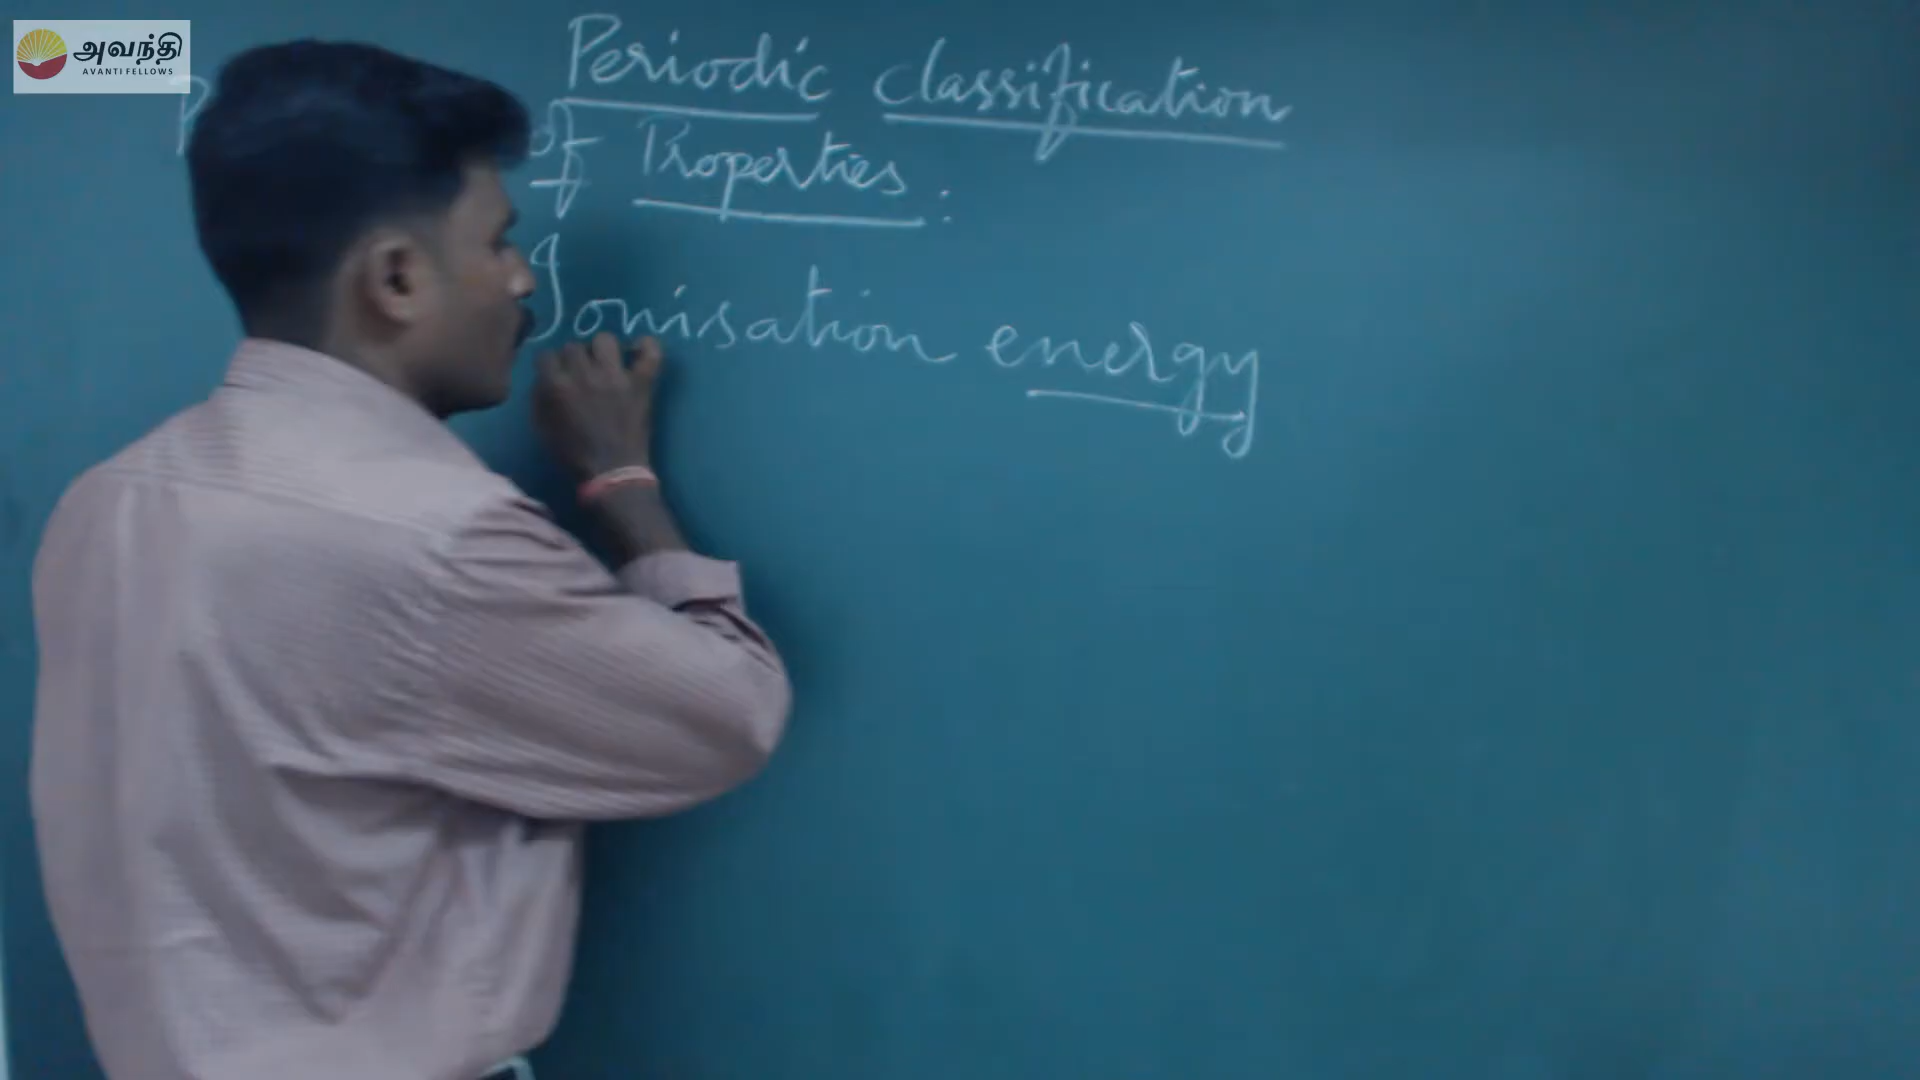 அவந்தி
AVANTI FELLOWS
Periodic classification
of Properties :
Ionisation energy